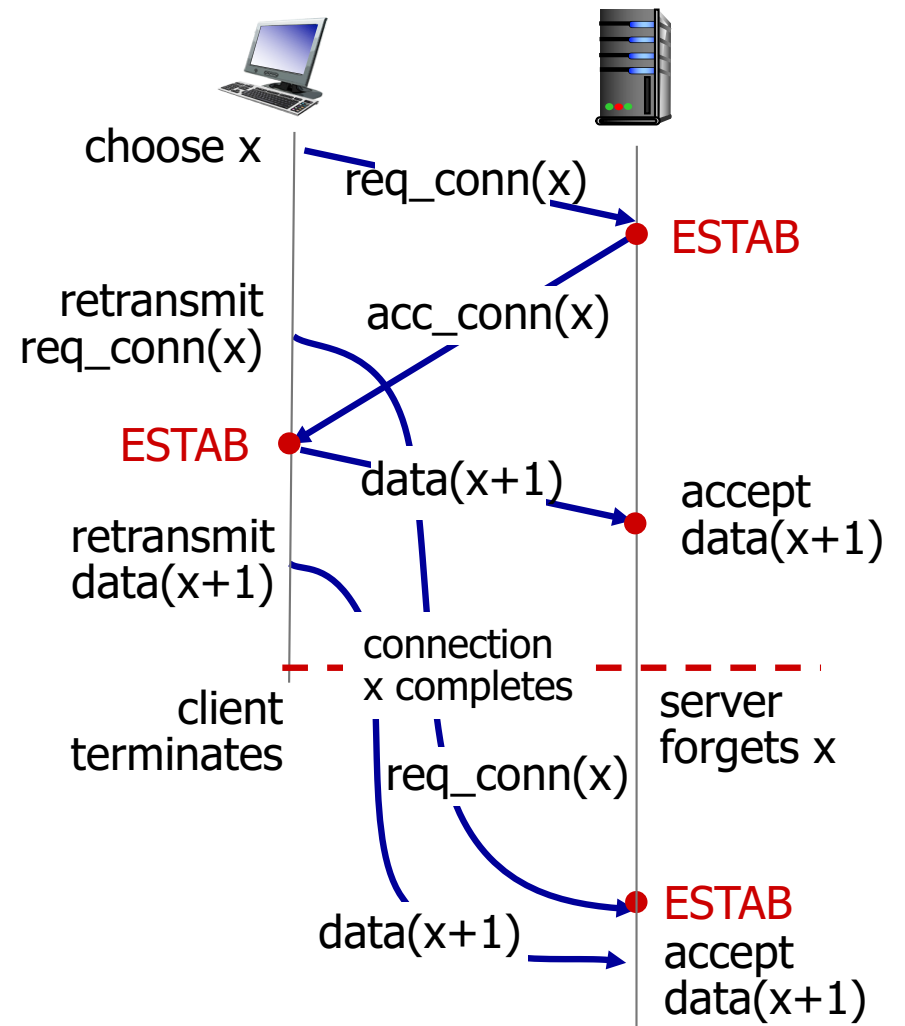 choose x
req_conn(x)
ESTAB
retransmit
req_conn(x)
acc_conn(x)
ESTAB
data(x+1)
accept
data(x+1)
retransmit
data(x+1)
connection
x completes
client
terminates
server
forgets x
req_conn(x)
ESTAB
data(x+1)
accept
data(x+1)